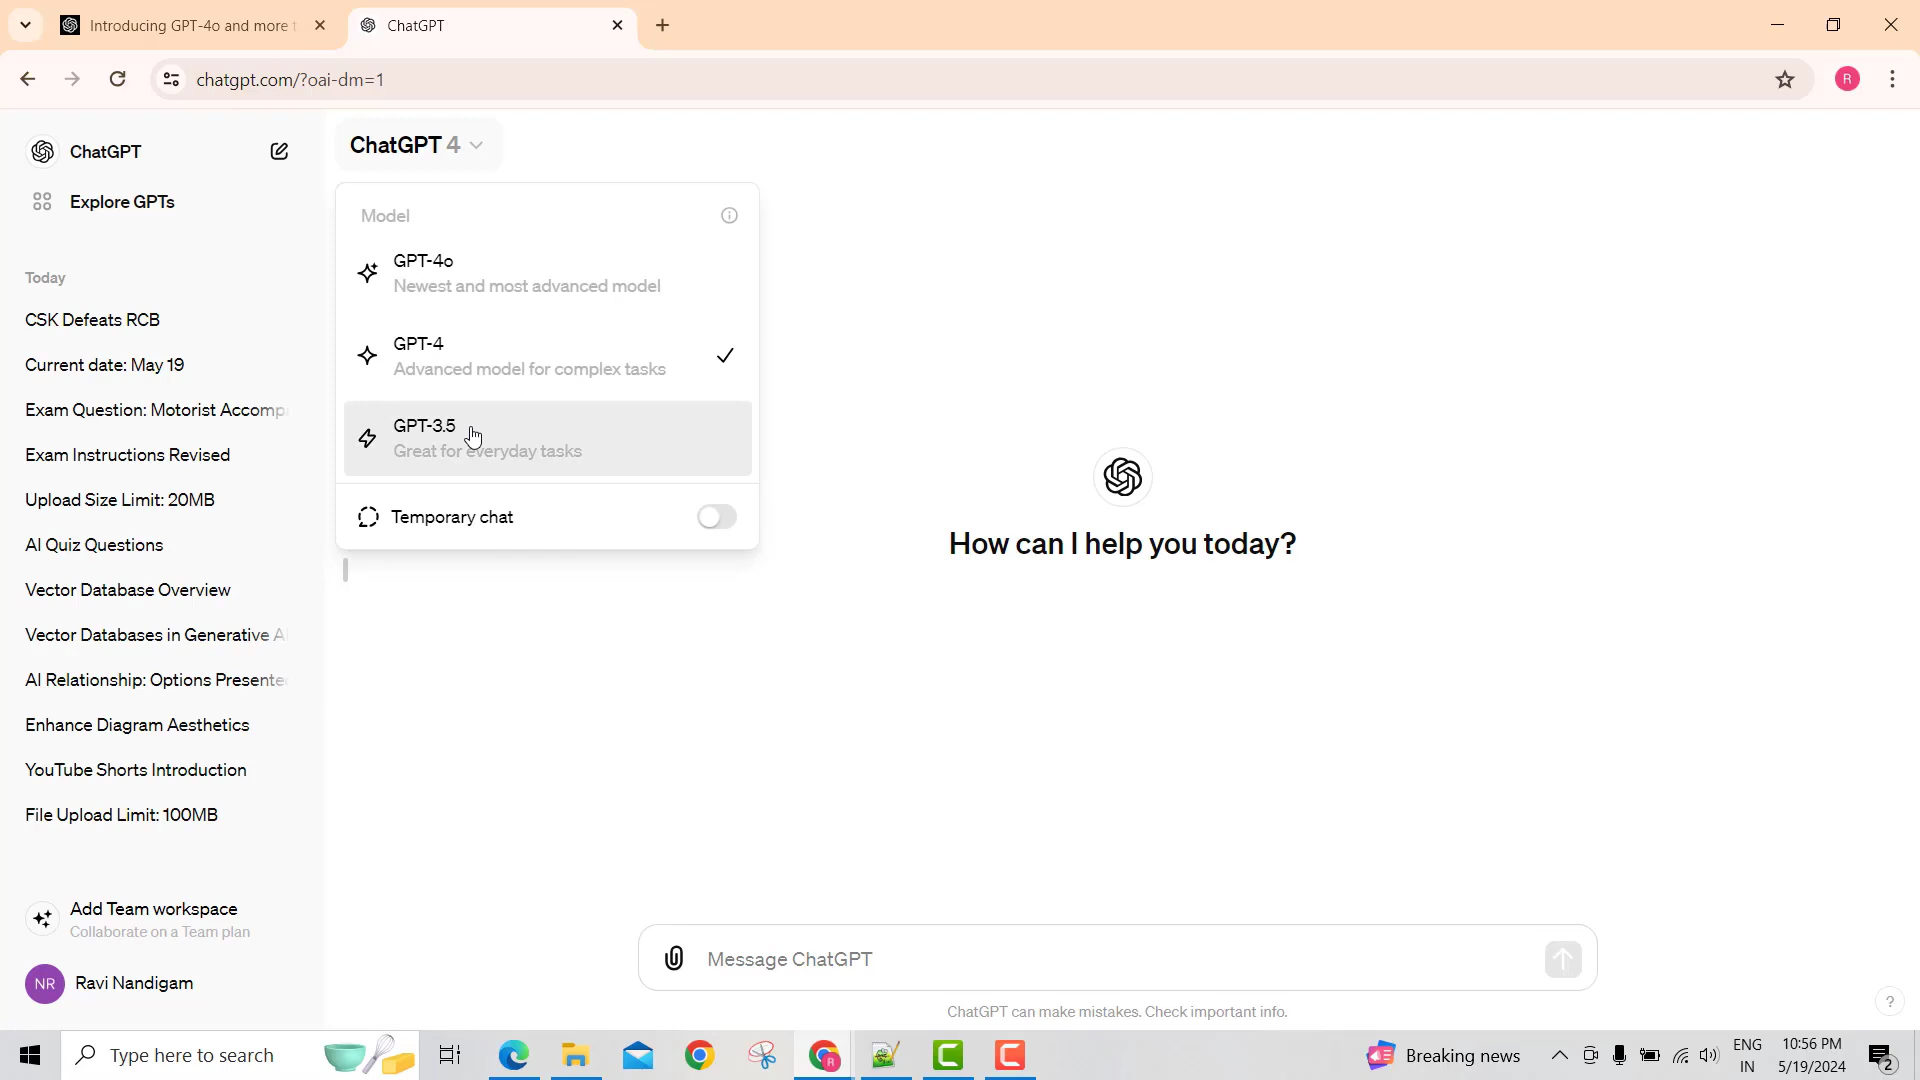 Introducing GPT-4o and more t
ChatGPT
chatgpt.com/?oai-dm=1
R
ChatGPT
Explore GPTs
Today
CSK Defeats RCB
Current date: May 19
Exam Question: Motorist Accomp
Exam Instructions Revised
Upload Size Limit: 20MB
AI Quiz Questions
Vector Database Overview
Vector Databases in Generative A
AI Relationship: Options Presente
Enhance Diagram Aesthetics
YouTube Shorts Introduction
File Upload Limit: 100MB
Add Team workspace
Collaborate on a Team plan
NR
Ravi Nandigam
ChatGPT 4
Model
GPT-4o
Newest and most advanced model
GPT-4
Advanced model for complex tasks
GPT-3.5
Great for everyday tasks
Temporary chat
How can I help you today?
Message ChatGPT
ChatGPT can make mistakes. Check important info.
?
Type here to search
R
Breaking news
ENG
IN
10:56 PM
5/19/2024
2